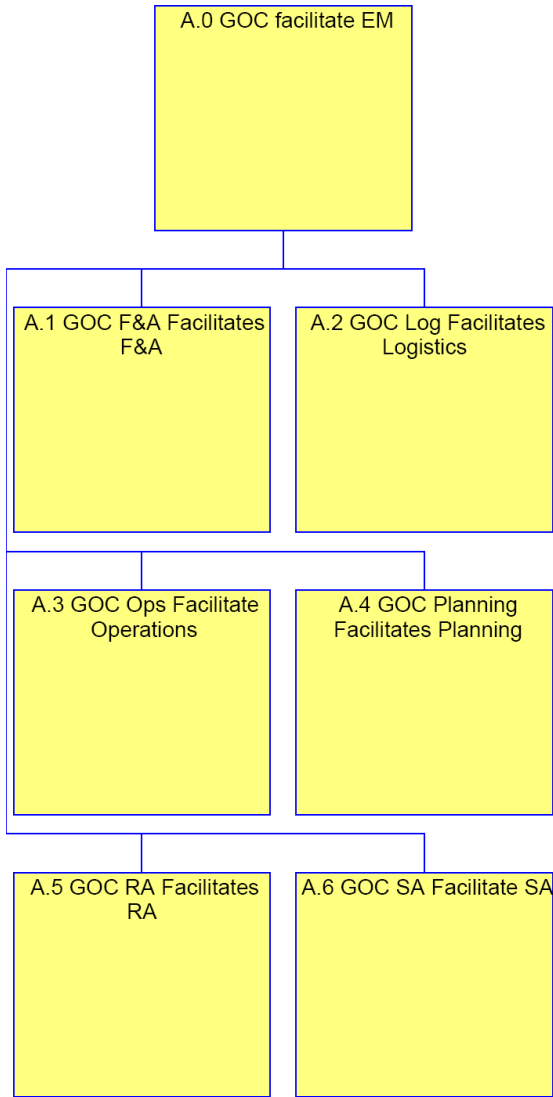 A.0 GOC facilitate EM
A.1 GOC F&A Facilitates
F&A
A.2 GOC Log Facilitates
Logistics
A.3 GOC Ops Facilitate
Operations
A.4 GOC Planning
Facilitates Planning
A.5 GOC RA Facilitates
RA
A.6 GOC SA Facilitate SA